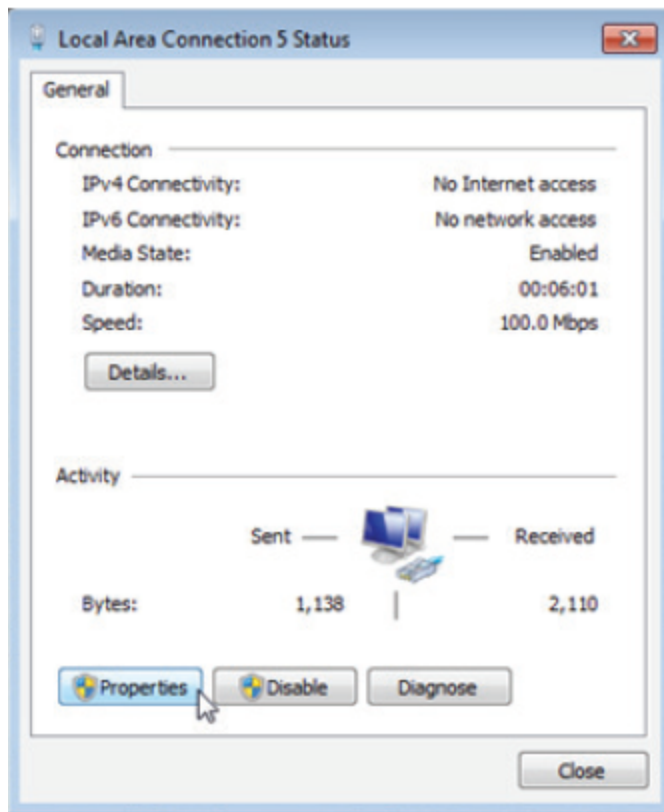 Local Area Connection 5 Status
General
Connection
IPv4 Connectivity: No Internet access
IPv6 Connectivity: No network access
Media State: Enabled
Duration: 00:06:01
Speed: 100.0 Mbps
Details...
Activity
Sent Received
Bytes: 1,138 2,110
Properties Disable Diagnose
Close